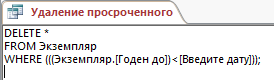 Удаление просроченного
DELETE *
FROM Экземпляр
WHERE (((Экземпляр.[Годен до])<[Введите дату]));